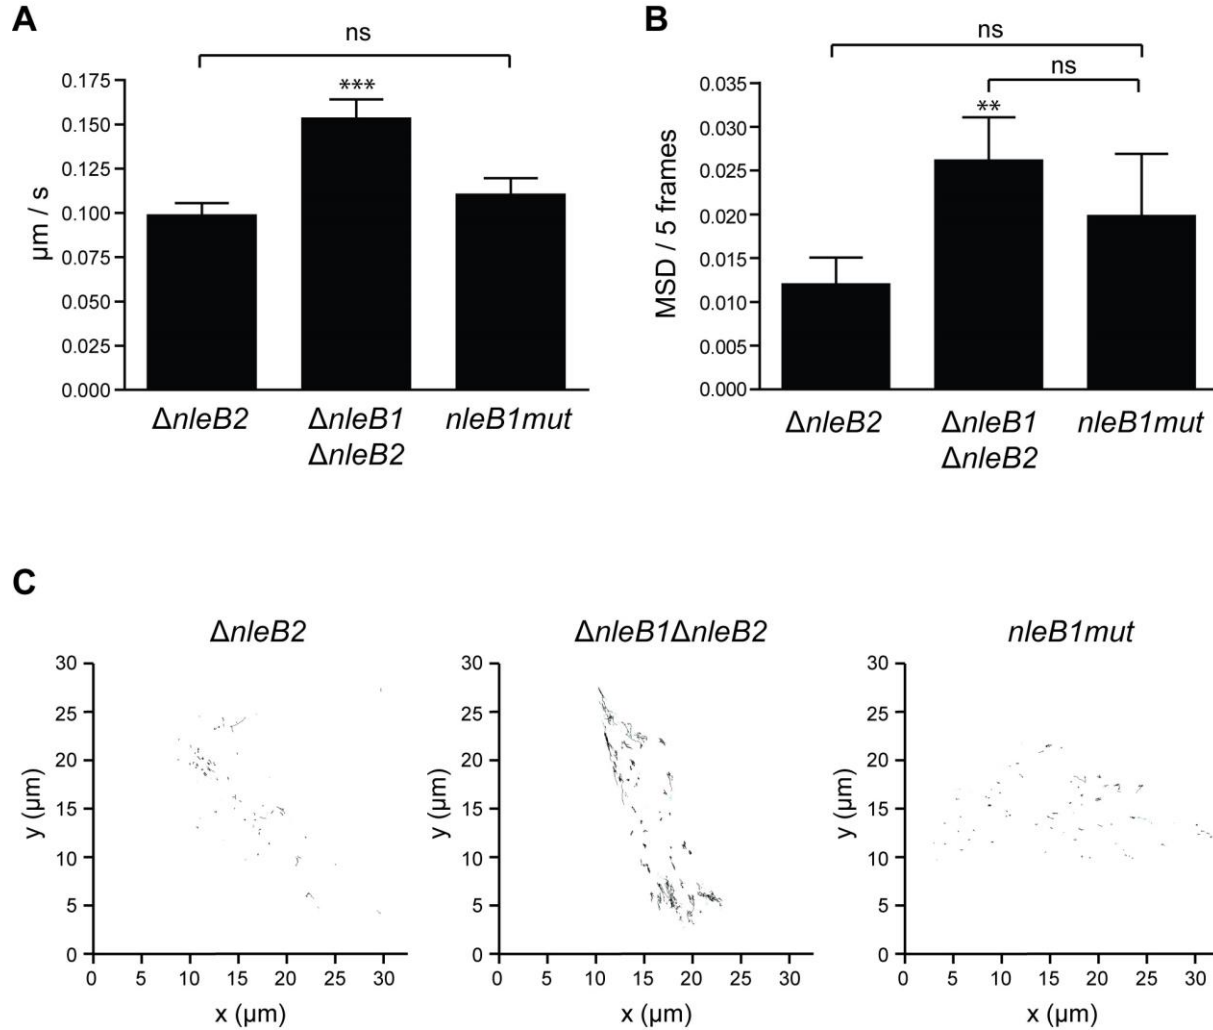 A
ns
***
0.175
0.150
0.125
0.100
0.075
0.050
0.025
0.000
µm / s
ΔnleB2
ΔnleB1
ΔnleB2
nleB1mut
B
ns
ns
**
0.035
0.030
0.025
0.020
0.015
0.010
0.005
0.000
MSD / 5 frames
ΔnleB2
ΔnleB1
ΔnleB2
nleB1mut
C
ΔnleB2
30
25
20
15
10
5
0
y (µm)
0 5 10 15 20 25 30
x (µm)
ΔnleB1ΔnleB2
30
25
20
15
10
5
0
y (µm)
0 5 10 15 20 25 30
x (µm)
nleB1mut
30
25
20
15
10
5
0
y (µm)
0 5 10 15 20 25 30
x (µm)